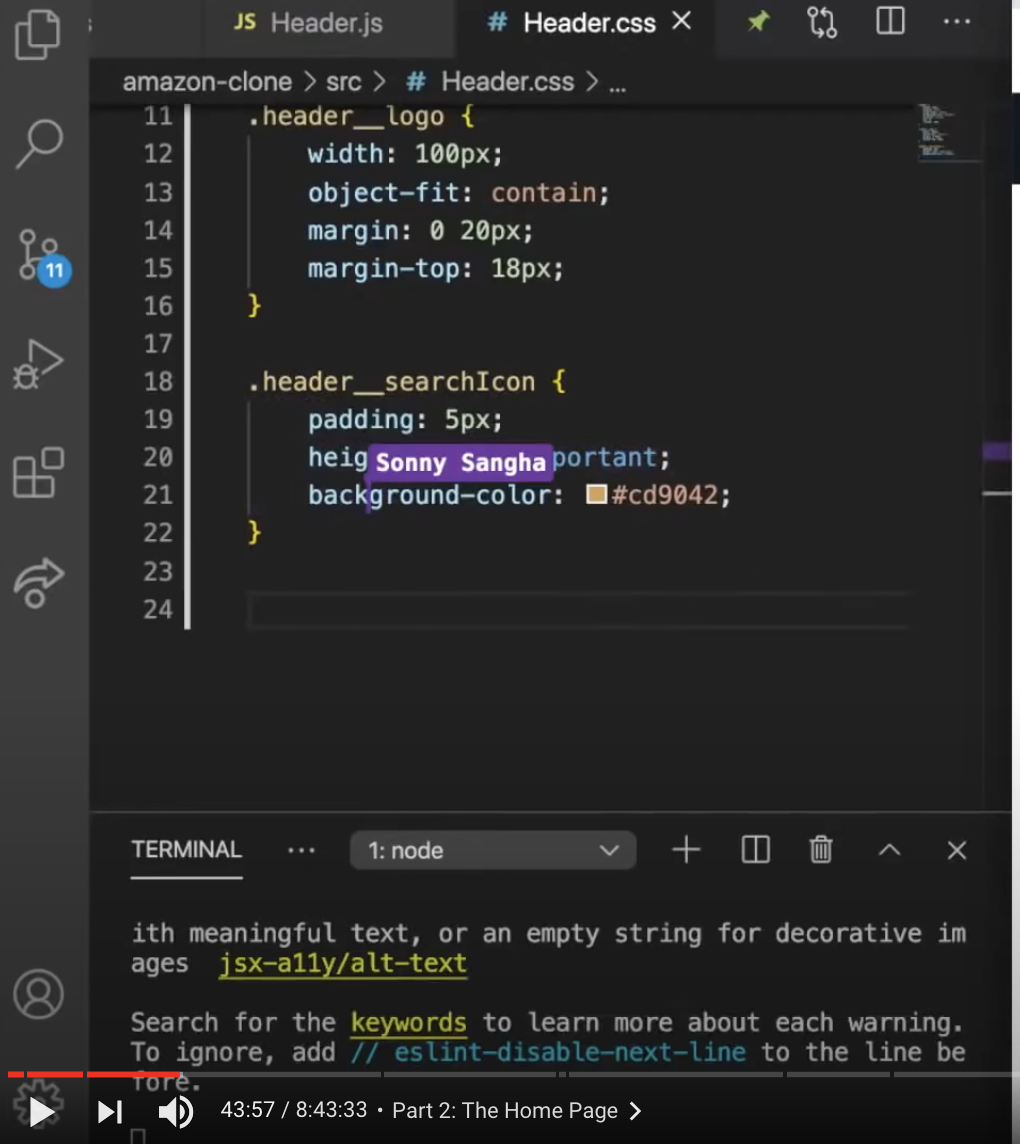 JS Header.js # Header.css
amazon-clone > src > # Header.css > ...
11 .header__logo {
12 width: 100px;
13 object-fit: contain;
14 margin: 0 20px;
15 margin-top: 18px;
16 }
17
18 .header__searchIcon {
19 padding: 5px;
20 heig Sonny Sangha portant;
21 background-color: #cd9042;
22 }
23
24
11
TERMINAL ... 1: node
ith meaningful text, or an empty string for decorative im
ages jsx-a11y/alt-text
Search for the keywords to learn more about each warning.
To ignore, add // eslint-disable-next-line to the line be
fore.
43:57 / 8:43:33 • Part 2: The Home Page >